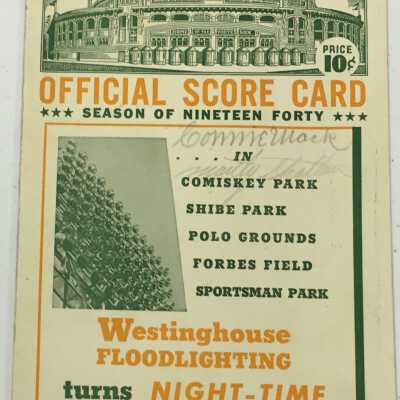 PRICE
10¢
OFFICIAL SCORE CARD
★★★ SEASON OF NINETEEN FORTY ★★★
Connie Mack
. . . . IN
COMISKEY PARK
SHIBE PARK
POLO GROUNDS
FORBES FIELD
SPORTSMAN PARK
Westinghouse
FLOODLIGHTING
turns NIGHT-TIME